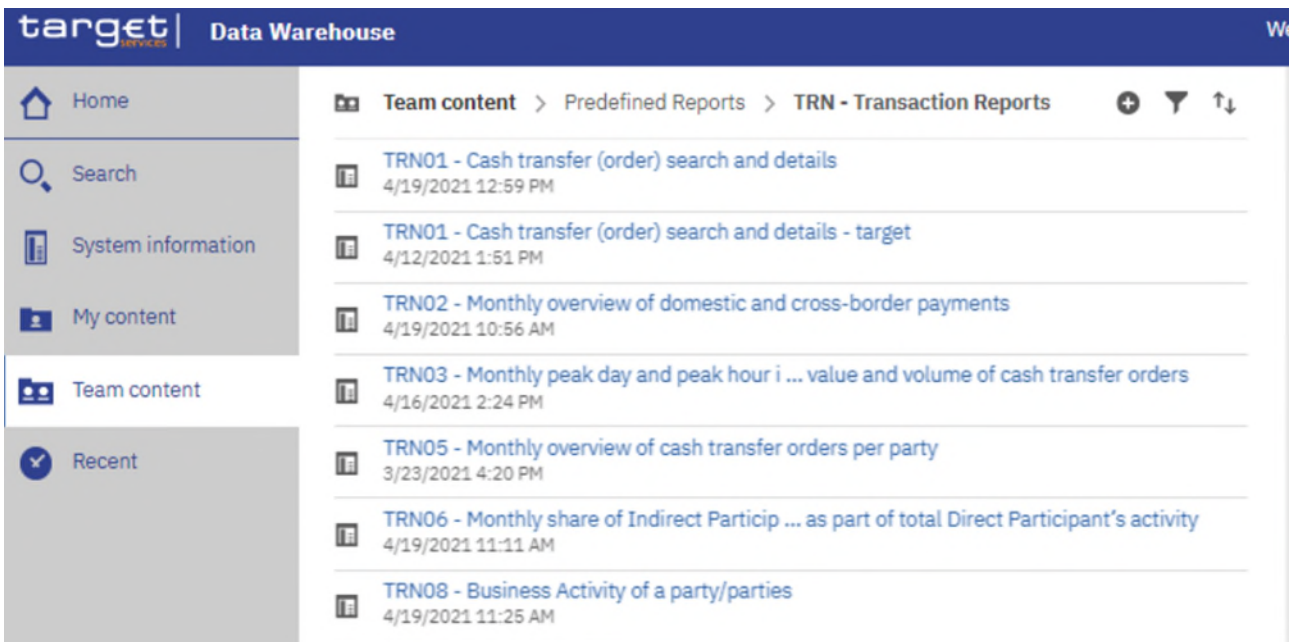 target
services
Data Warehouse
We
Home
Search
System information
My content
Team content
Recent
Team content > Predefined Reports > TRN - Transaction Reports
TRN01 - Cash transfer (order) search and details
4/19/2021 12:59 PM
TRN01 - Cash transfer (order) search and details - target
4/12/2021 1:51 PM
TRN02 - Monthly overview of domestic and cross-border payments
4/19/2021 10:56 AM
TRN03 - Monthly peak day and peak hour i ... value and volume of cash transfer orders
4/16/2021 2:24 PM
TRN05 - Monthly overview of cash transfer orders per party
3/23/2021 4:20 PM
TRN06 - Monthly share of Indirect Particip ... as part of total Direct Participant's activity
4/19/2021 11:11 AM
TRN08 - Business Activity of a party/parties
4/19/2021 11:25 AM